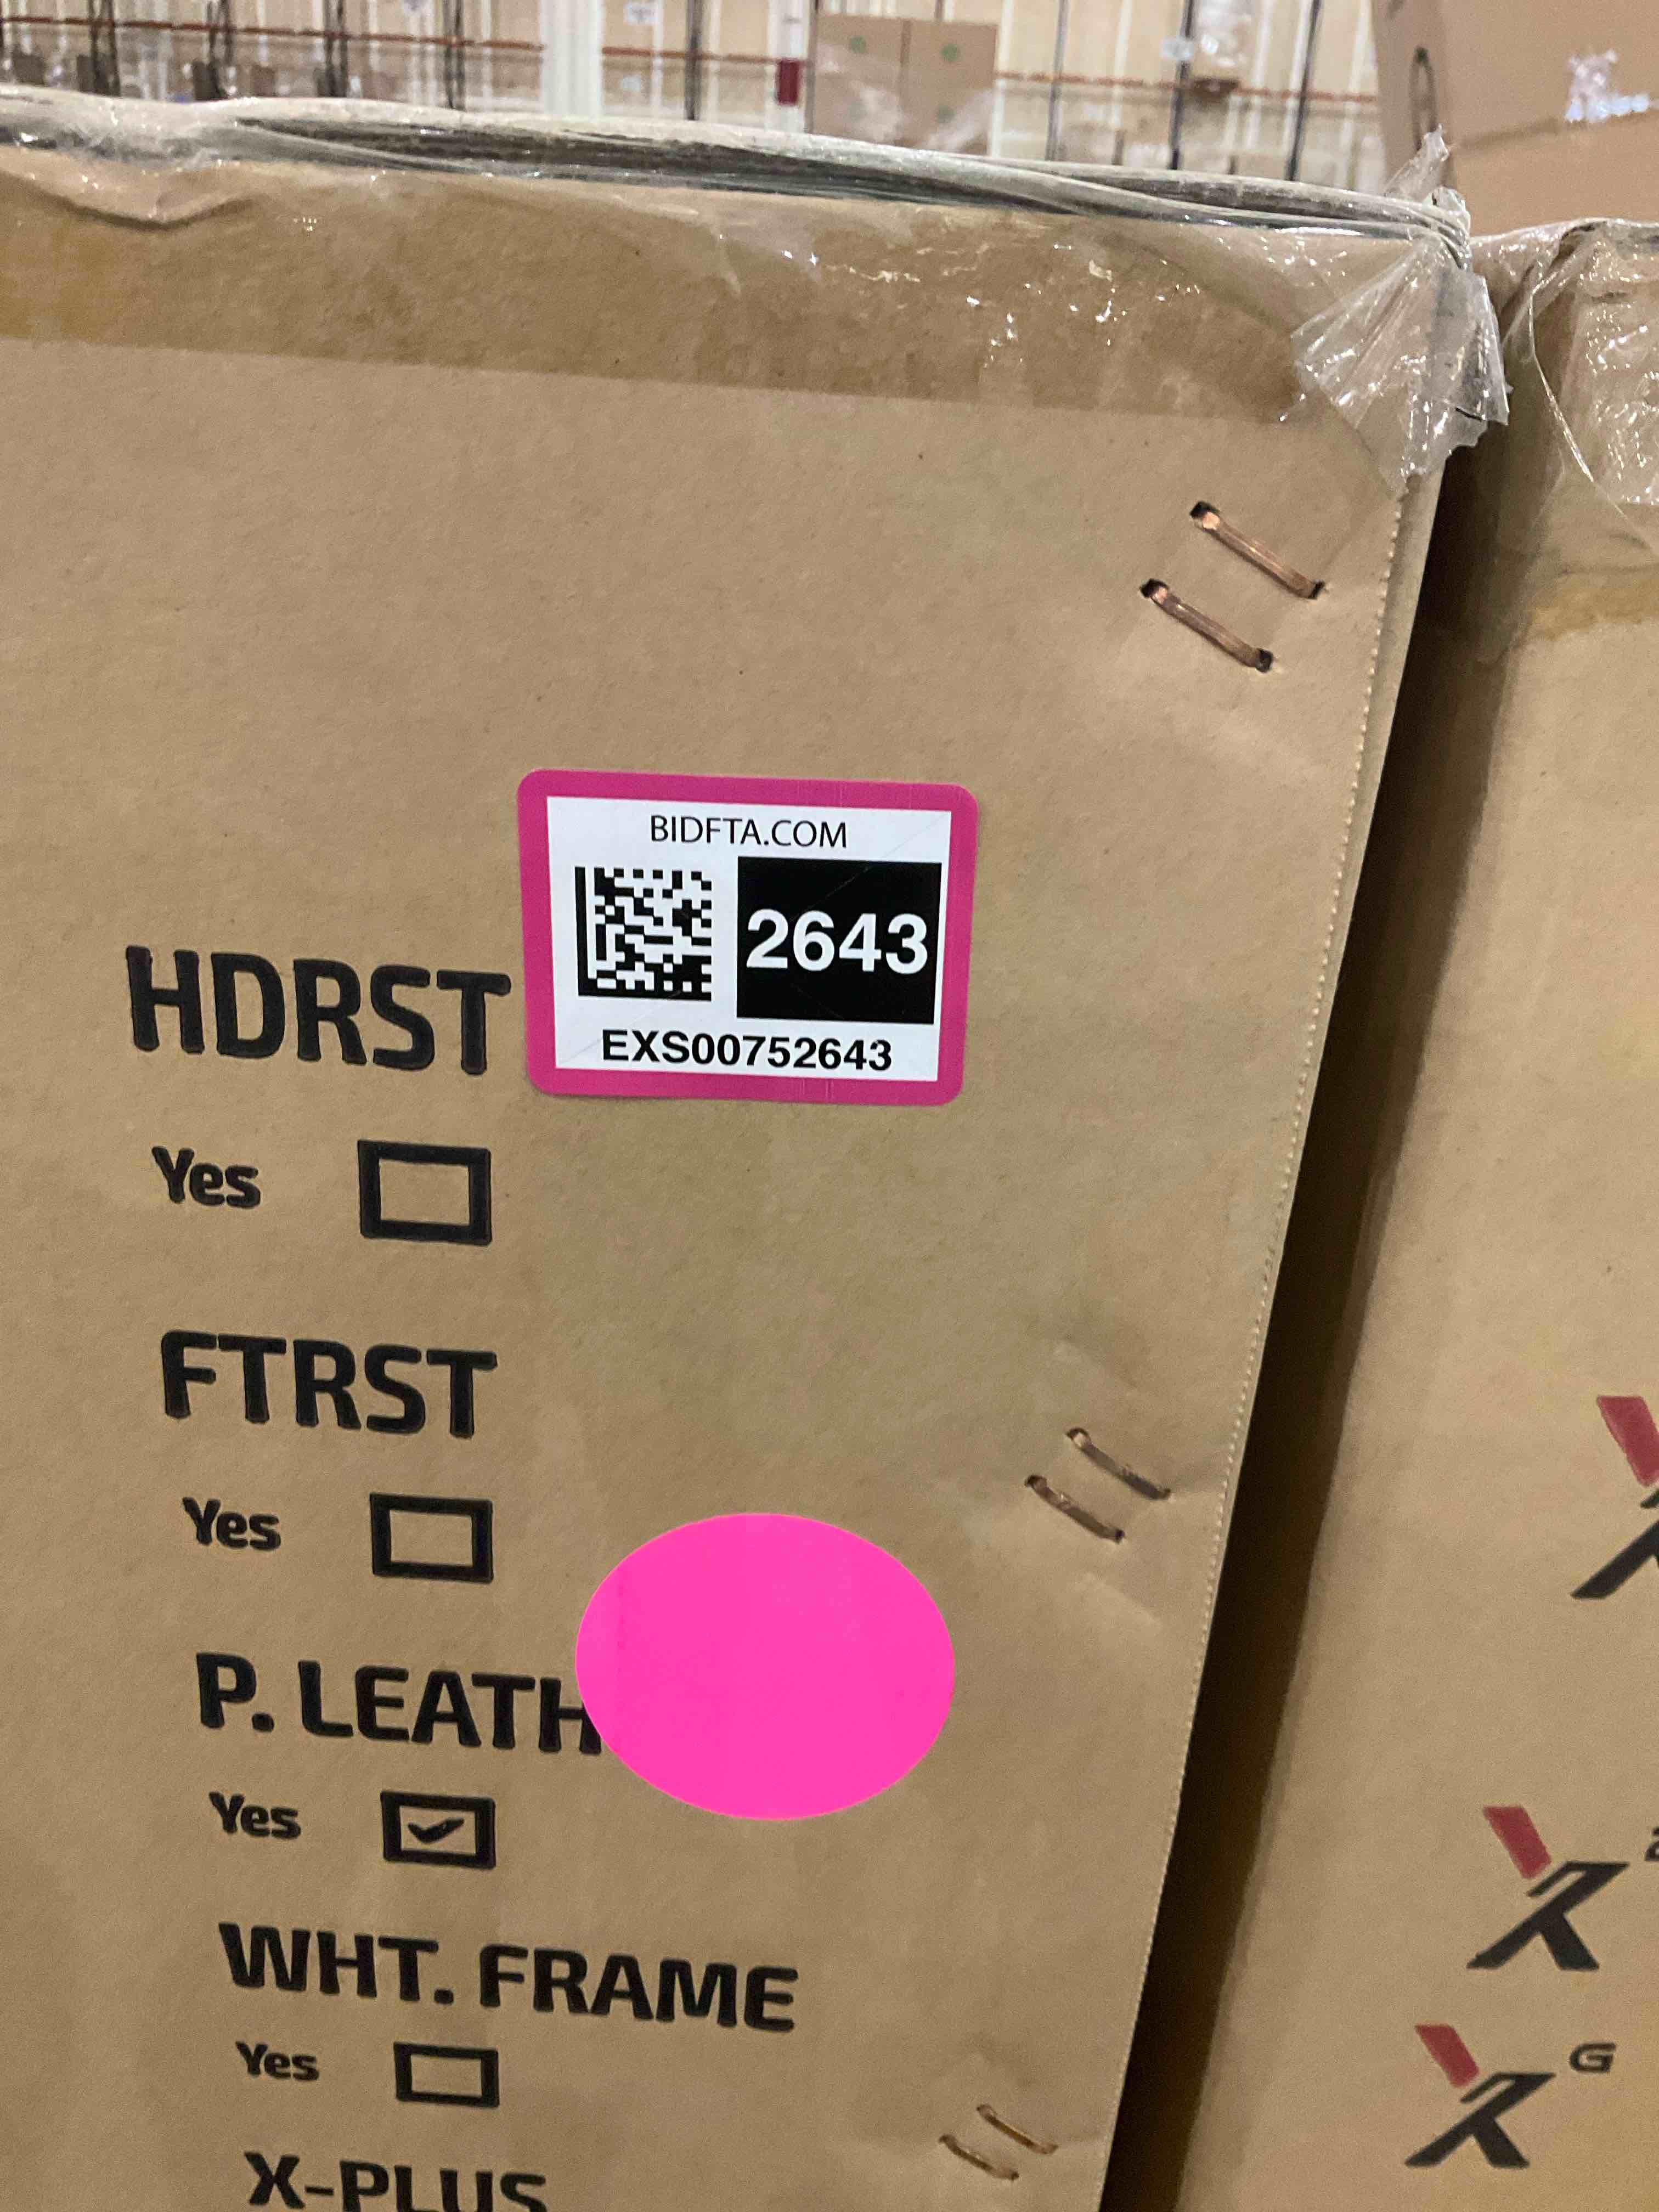 BIDFTA.COM
2643
EXS00752643
HDRST
Yes
FTRST
Yes
P. LEATH
Yes
WHT. FRAME
Yes
X-PLUS
X
X
X G